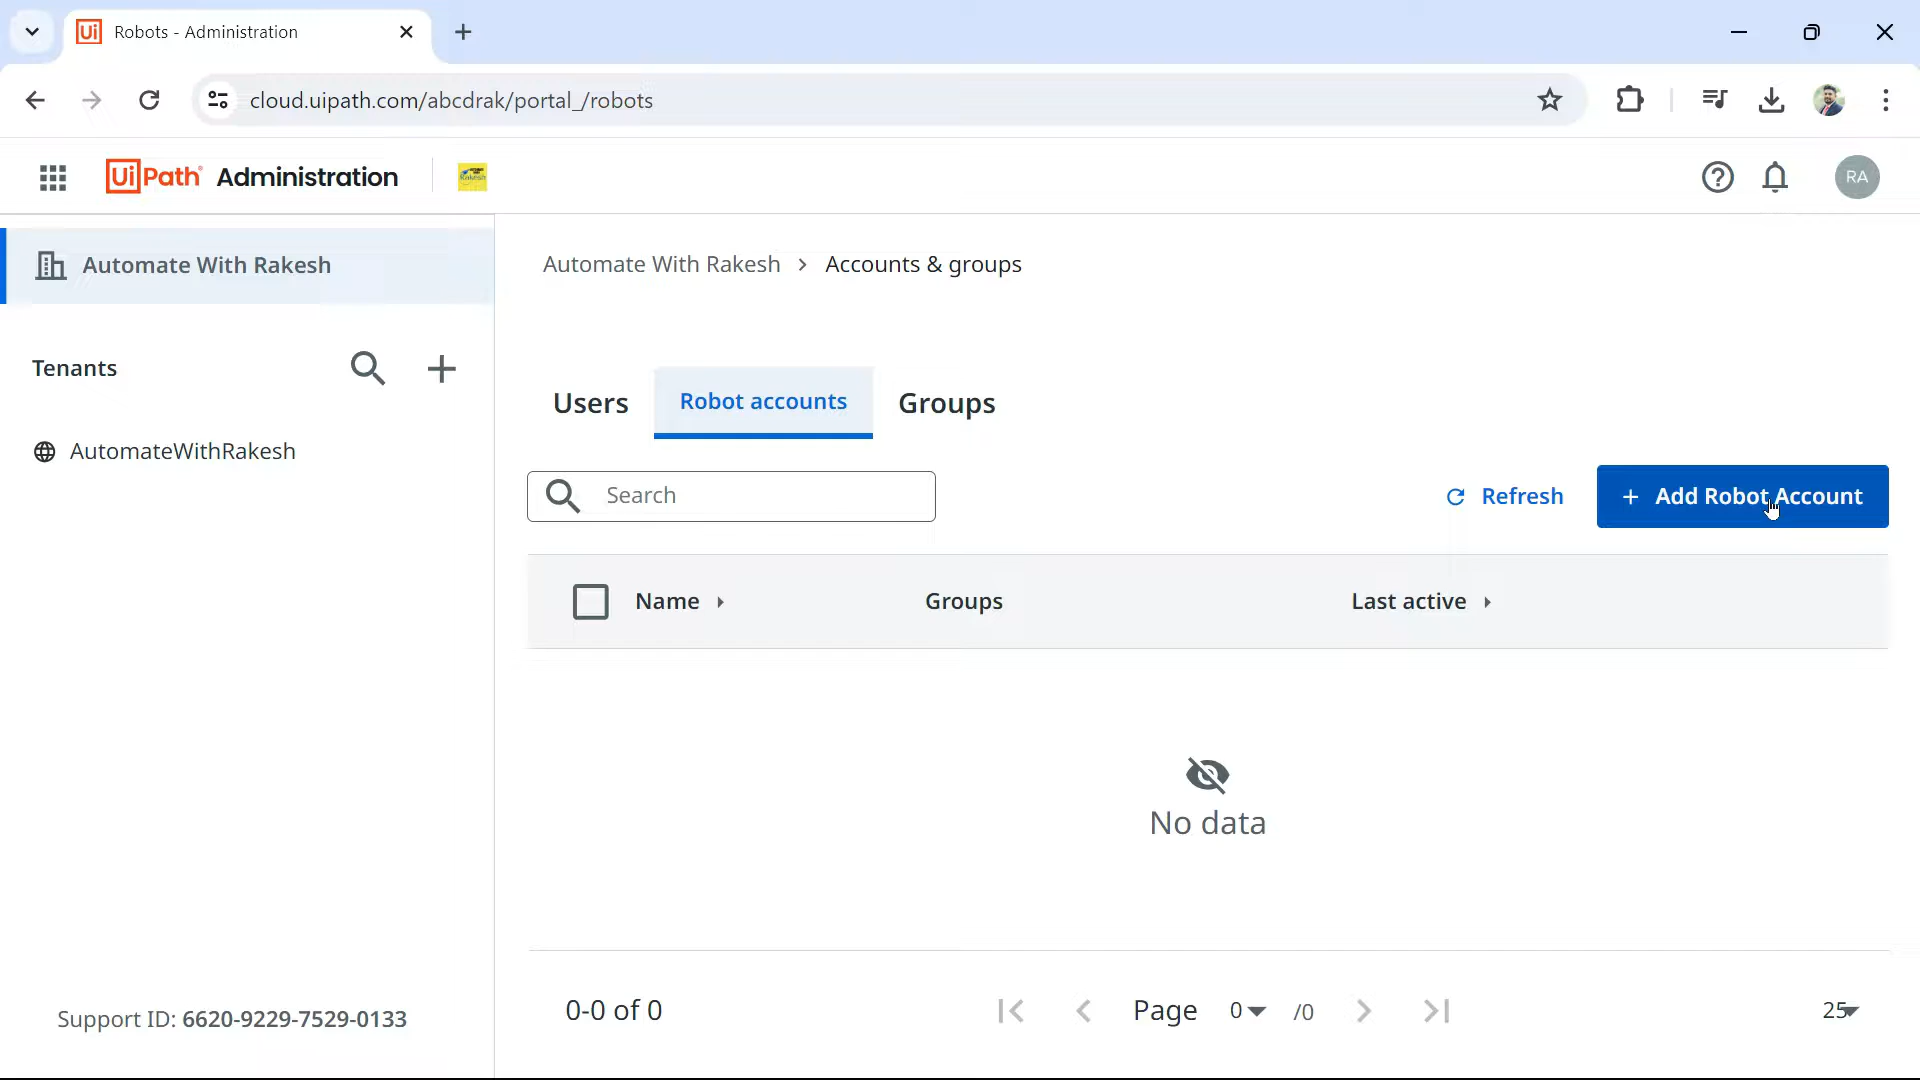 Robots - Administration
cloud.uipath.com/abcdrak/portal_/robots
UiPath Administration
RA
Automate With Rakesh
Automate With Rakesh > Accounts & groups
Tenants
AutomateWithRakesh
Users Robot accounts Groups
Search
Refresh
+ Add Robot Account
Name Groups Last active
No data
0-0 of 0 Page 0 /0 25
Support ID: 6620-9229-7529-0133